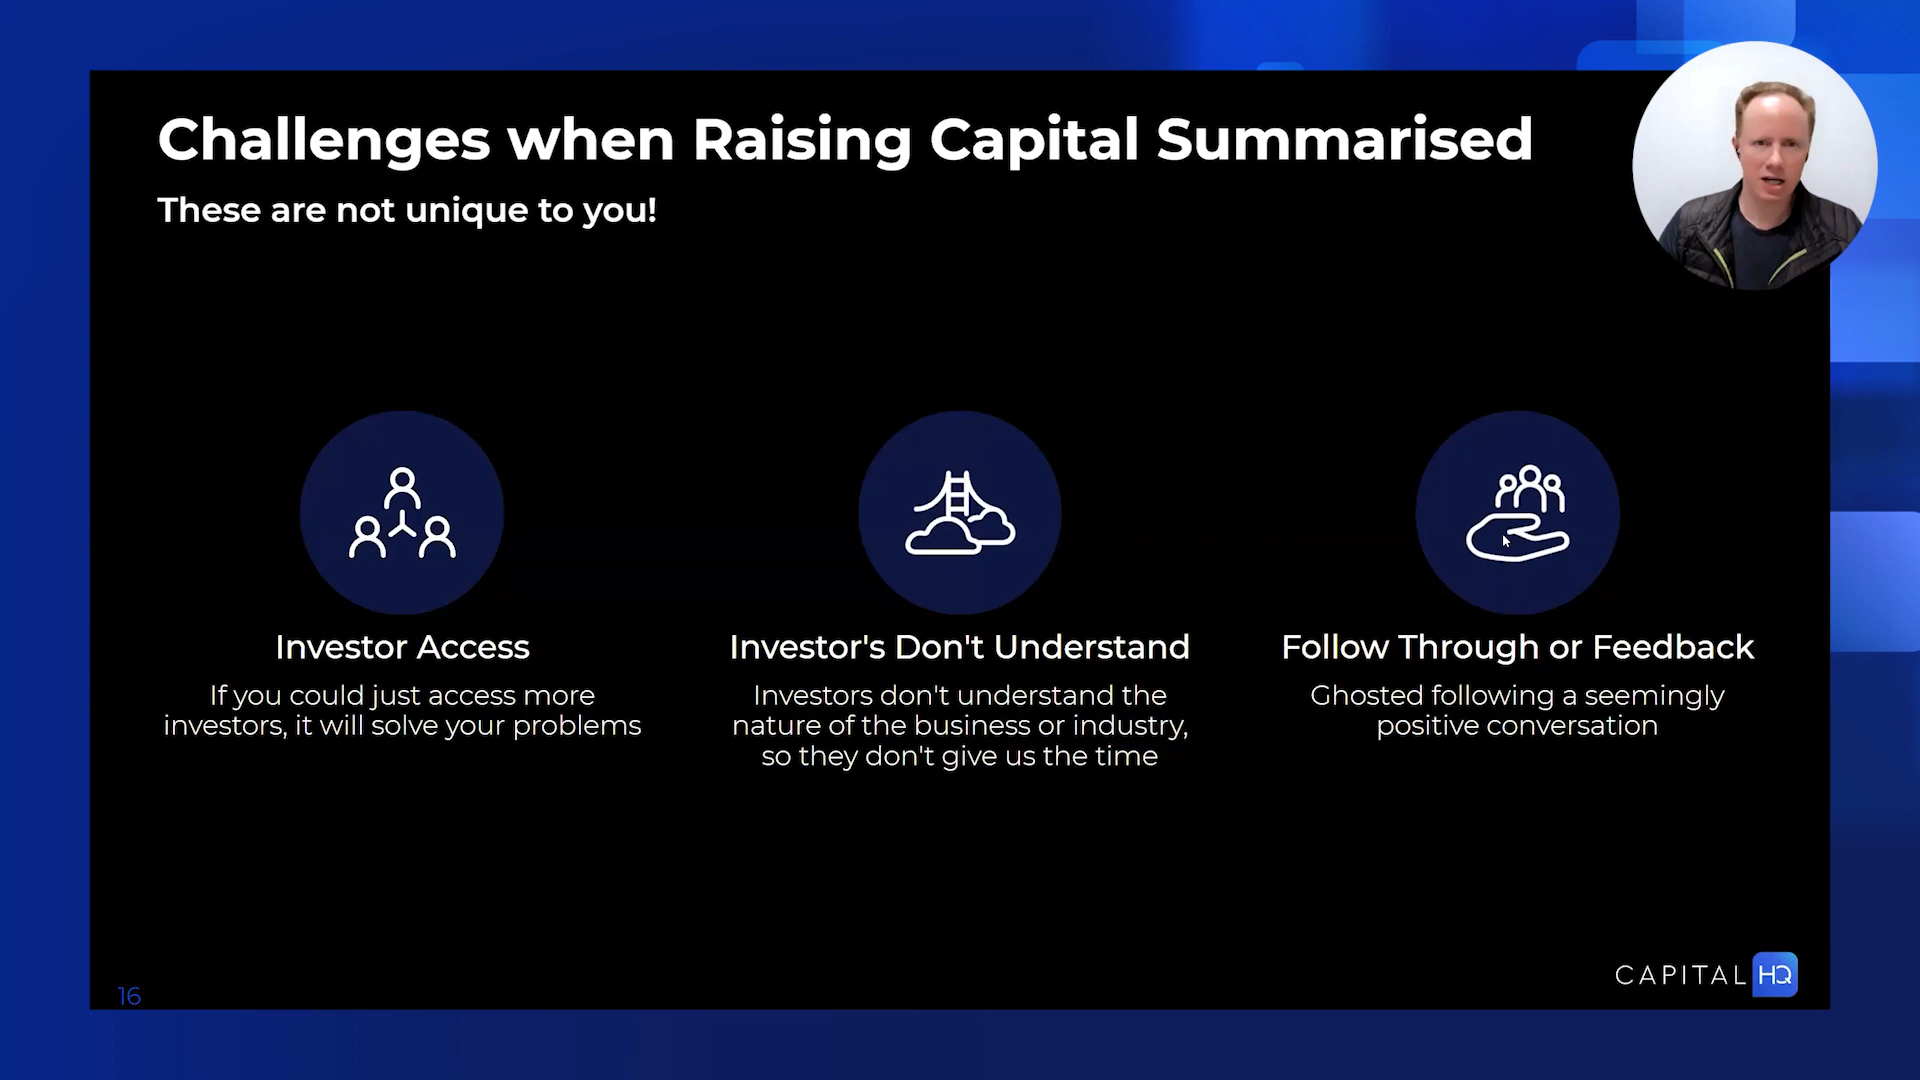 Challenges when Raising Capital Summarised
These are not unique to you!
Investor Access
If you could just access more
investors, it will solve your problems
Investor's Don't Understand
Investors don't understand the
nature of the business or industry,
so they don't give us the time
Follow Through or Feedback
Ghosted following a seemingly
positive conversation
16
CAPITAL HQ